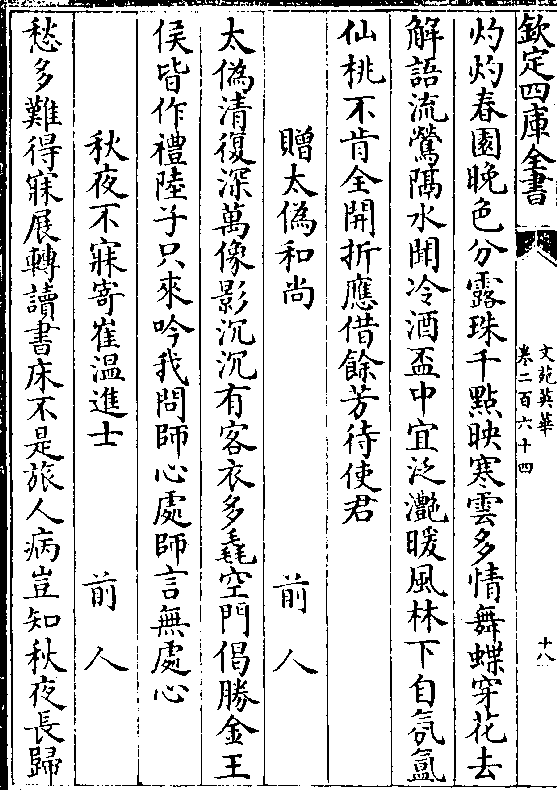 欽定四庫全書
文苑英華
卷二百六十四
十八
灼灼春園晚色分露珠千點映寒雲多情舞蝶穿花去
解語流鶯隔水聞冷酒盃中宜泛灧暖風林下自氛氲
仙桃不肯全開折應借餘芳待使君
贈太僞和尚　前人
太僞清復深萬像影沉沉有客衣多毳空門偈勝金王
侯皆作禮陸子只來吟我問師心處師言無處心
秋夜不寐寄崔温進士　前人
愁多難得寐展轉讀書床不是旅人病豈知秋夜長歸